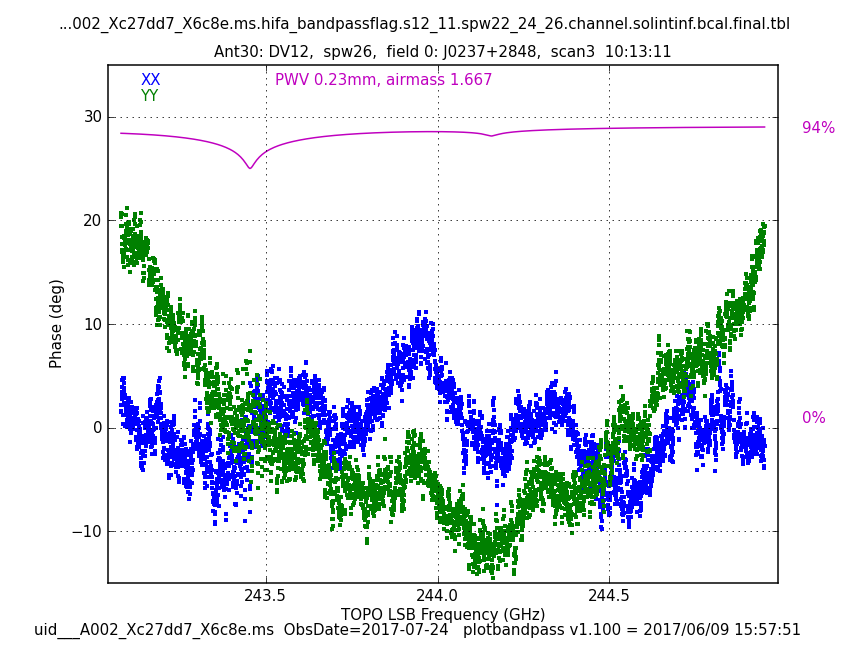 ...002_Xc27dd7_X6c8e.ms.hifa_bandpassflag.s12_11.spw22_24_26.channel.solintinf.bcal.final.tbl
Ant30: DV12, spw26, field 0: J0237+2848, scan3 10:13:11
XX
YY
PWV 0.23mm, airmass 1.667
94%
0%
30
20
10
0
−10
Phase (deg)
243.5 244.0 244.5
TOPO LSB Frequency (GHz)
uid___A002_Xc27dd7_X6c8e.ms ObsDate=2017-07-24 plotbandpass v1.100 = 2017/06/09 15:57:51